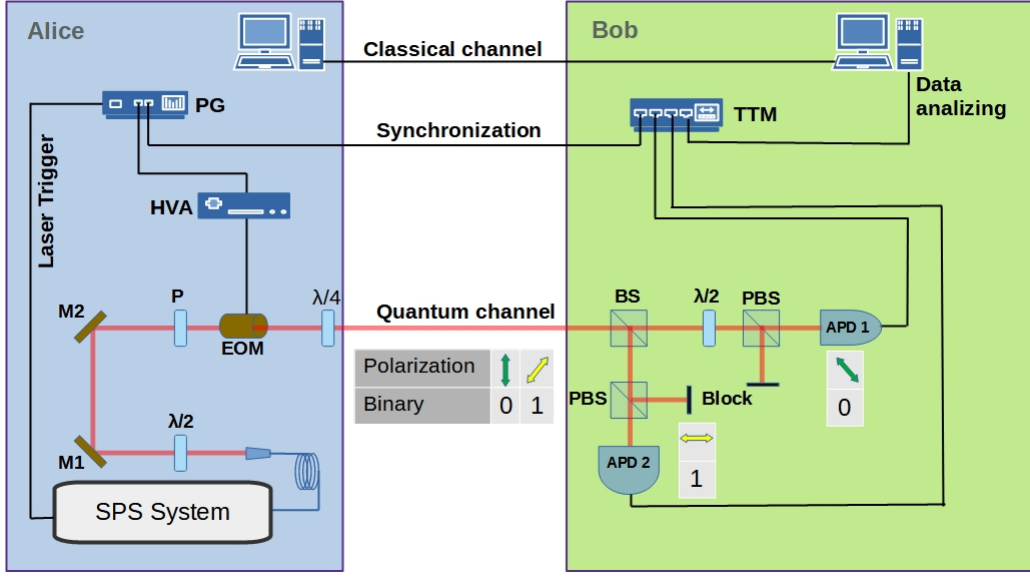 Alice
Bob
Classical channel
Data
analizing
PG
TTM
Synchronization
Laser Trigger
HVA
M2
P
EOM
λ/4
Quantum channel
BS
λ/2
PBS
APD 1
Polarization
Binary 0 1
PBS
Block
0
M1
λ/2
APD 2
1
SPS System